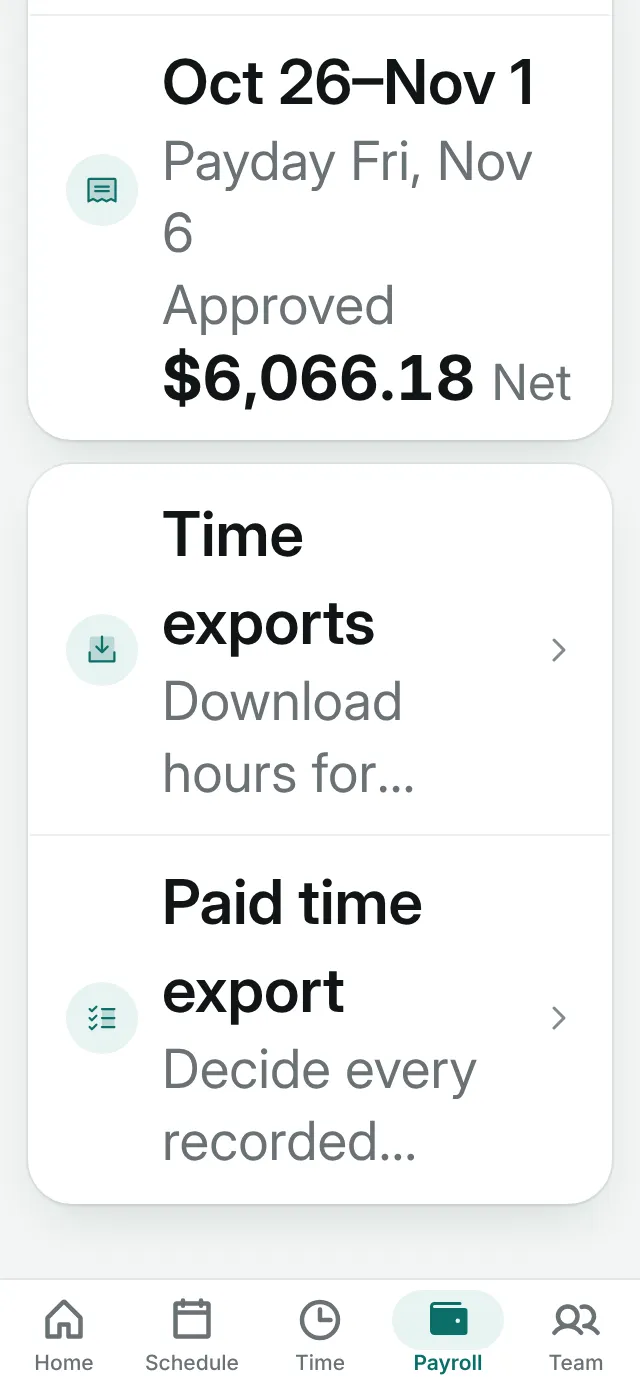 Oct 26–Nov 1
Payday Fri, Nov
6
Approved
$6,066.18 Net
Time
exports
Download
hours for...
Paid time
export
Decide every
recorded...
Home
Schedule
Time
Payroll
Team